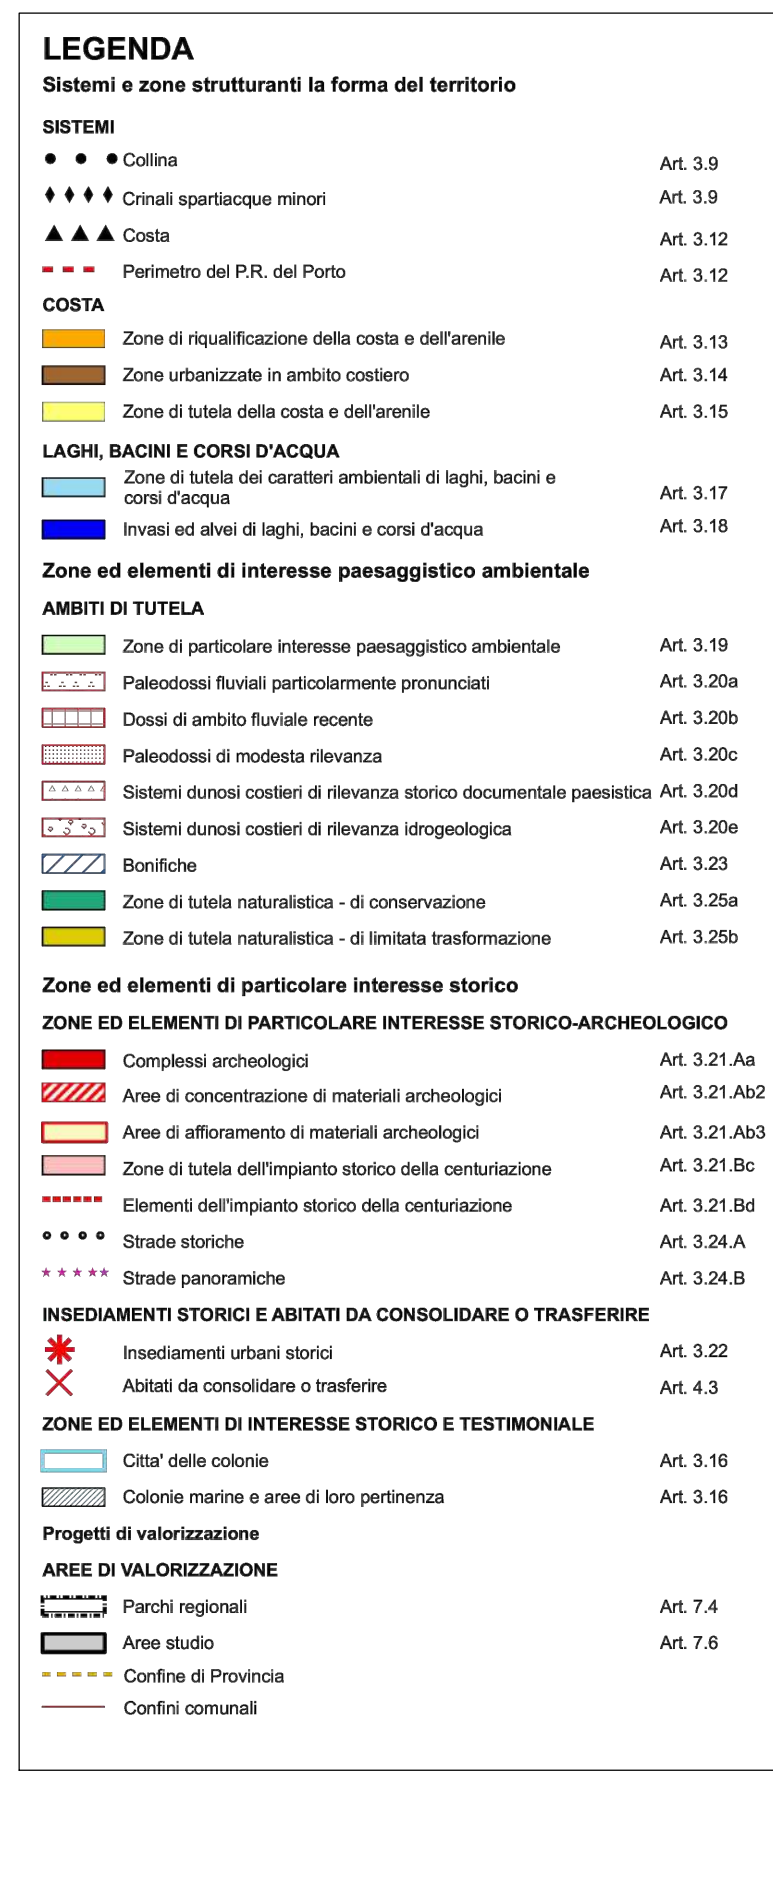 LEGENDA
Sistemi e zone strutturanti la forma del territorio
SISTEMI
Collina Art. 3.9
Crinali spartiacque minori Art. 3.9
Costa Art. 3.12
Perimetro del P.R. del Porto Art. 3.12
COSTA
Zone di riqualificazione della costa e dell'arenile Art. 3.13
Zone urbanizzate in ambito costiero Art. 3.14
Zone di tutela della costa e dell'arenile Art. 3.15
LAGHI, BACINI E CORSI D'ACQUA
Zone di tutela dei caratteri ambientali di laghi, bacini e
corsi d'acqua Art. 3.17
Invasi ed alvei di laghi, bacini e corsi d'acqua Art. 3.18
Zone ed elementi di interesse paesaggistico ambientale
AMBITI DI TUTELA
Zone di particolare interesse paesaggistico ambientale Art. 3.19
Paleodossi fluviali particolarmente pronunciati Art. 3.20a
Dossi di ambito fluviale recente Art. 3.20b
Paleodossi di modesta rilevanza Art. 3.20c
Sistemi dunosi costieri di rilevanza storico documentale paesistica Art. 3.20d
Sistemi dunosi costieri di rilevanza idrogeologica Art. 3.20e
Bonifiche Art. 3.23
Zone di tutela naturalistica - di conservazione Art. 3.25a
Zone di tutela naturalistica - di limitata trasformazione Art. 3.25b
Zone ed elementi di particolare interesse storico
ZONE ED ELEMENTI DI PARTICOLARE INTERESSE STORICO-ARCHEOLOGICO
Complessi archeologici Art. 3.21.Aa
Aree di concentrazione di materiali archeologici Art. 3.21.Ab2
Aree di affioramento di materiali archeologici Art. 3.21.Ab3
Zone di tutela dell'impianto storico della centuriazione Art. 3.21.Bc
Elementi dell'impianto storico della centuriazione Art. 3.21.Bd
Strade storiche Art. 3.24.A
Strade panoramiche Art. 3.24.B
INSEDIAMENTI STORICI E ABITATI DA CONSOLIDARE O TRASFERIRE
Insediamenti urbani storici Art. 3.22
Abitati da consolidare o trasferire Art. 4.3
ZONE ED ELEMENTI DI INTERESSE STORICO E TESTIMONIALE
Citta' delle colonie Art. 3.16
Colonie marine e aree di loro pertinenza Art. 3.16
Progetti di valorizzazione
AREE DI VALORIZZAZIONE
Parchi regionali Art. 7.4
Aree studio Art. 7.6
Confine di Provincia
Confini comunali